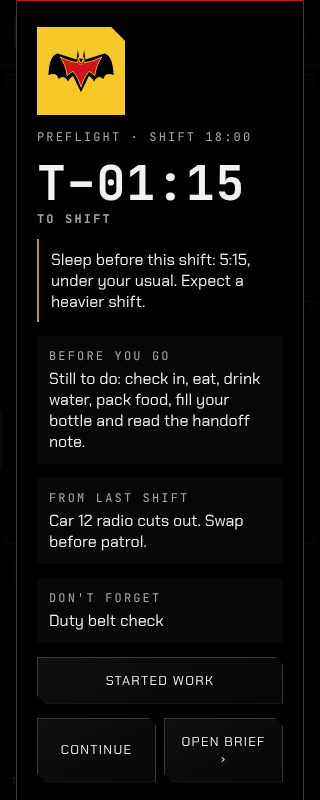 PREFLIGHT · SHIFT 18:00
T-01:15
TO SHIFT
Sleep before this shift: 5:15,
under your usual. Expect a
heavier shift.
BEFORE YOU GO
Still to do: check in, eat, drink
water, pack food, fill your
bottle and read the handoff
note.
FROM LAST SHIFT
Car 12 radio cuts out. Swap
before patrol.
DON'T FORGET
Duty belt check
STARTED WORK
CONTINUE
OPEN BRIEF
›